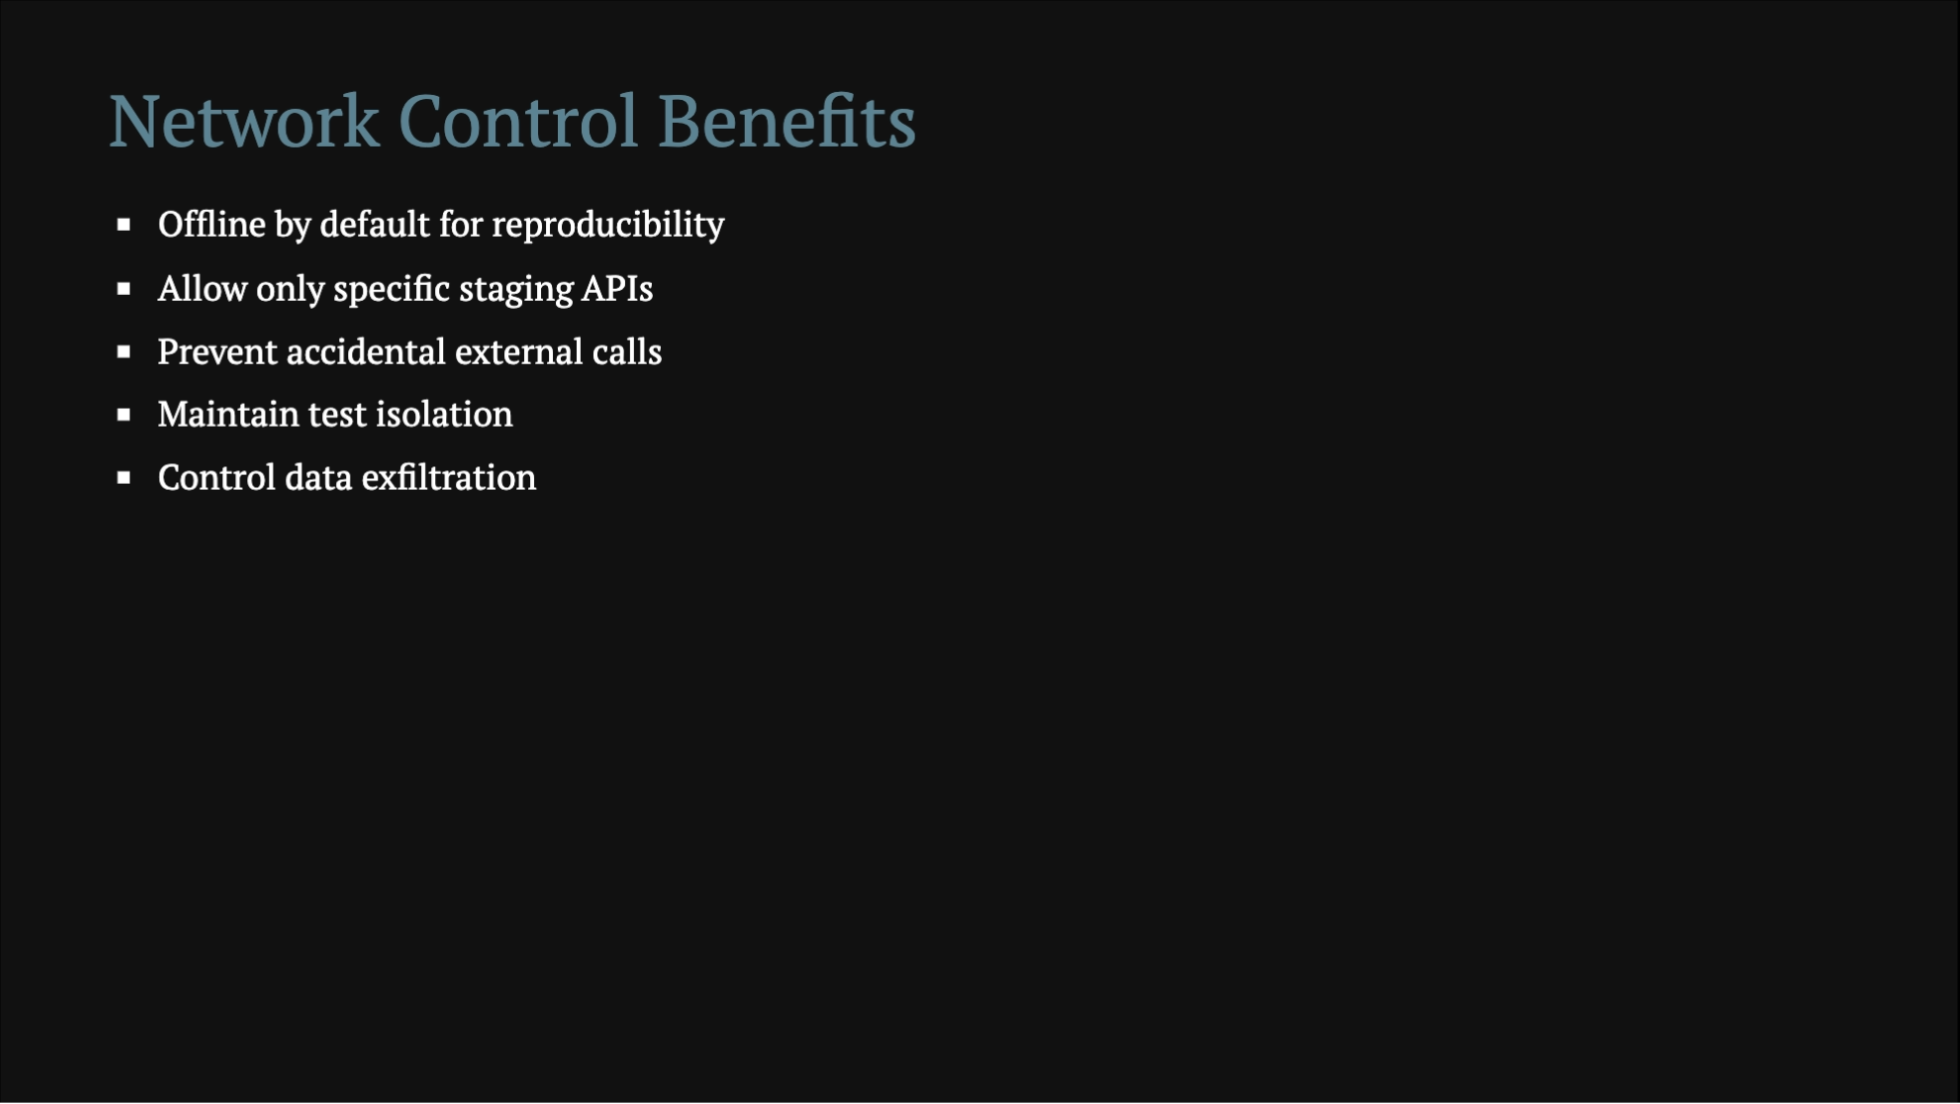 Network Control Benefits
▪ Offline by default for reproducibility
▪ Allow only specific staging APIs
▪ Prevent accidental external calls
▪ Maintain test isolation
▪ Control data exfiltration